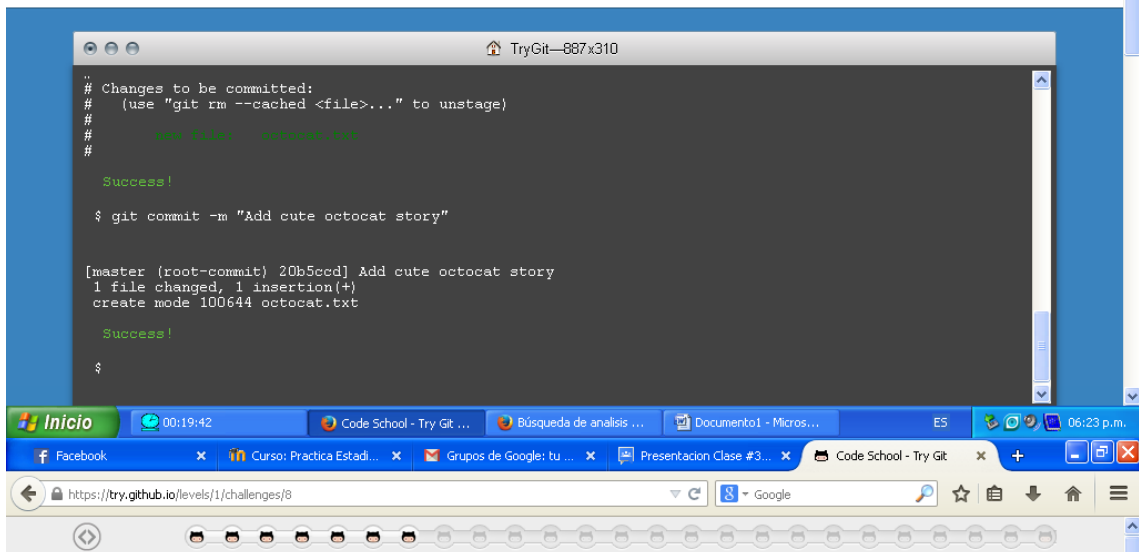 TryGit—887x310
# Changes to be committed:
#   (use "git rm --cached <file>..." to unstage)
#
#       new file:   octocat.txt
#
Success!
$ git commit -m "Add cute octocat story"
[master (root-commit) 20b5ccd] Add cute octocat story
1 file changed, 1 insertion(+)
create mode 100644 octocat.txt
Success!
$
Inicio 00:19:42 Code School - Try Git ... Búsqueda de analisis ... Documento1 - Micros... ES 06:23 p.m.
Facebook Curso: Practica Estadi... Grupos de Google: tu ... Presentacion Clase #3... Code School - Try Git
https://try.github.io/levels/1/challenges/8 Google